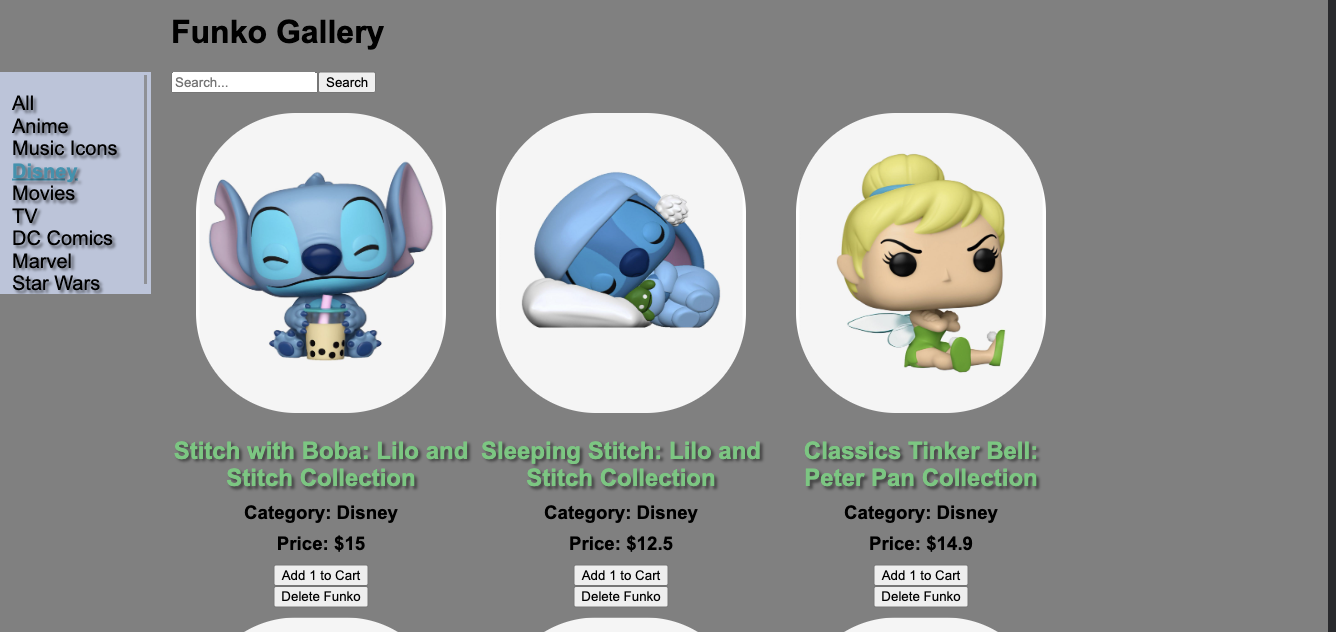 Funko Gallery
Search...
Search
All
Anime
Music Icons
Disney
Movies
TV
DC Comics
Marvel
Star Wars
Stitch with Boba: Lilo and
Stitch Collection
Category: Disney
Price: $15
Add 1 to Cart
Delete Funko
Sleeping Stitch: Lilo and
Stitch Collection
Category: Disney
Price: $12.5
Add 1 to Cart
Delete Funko
Classics Tinker Bell:
Peter Pan Collection
Category: Disney
Price: $14.9
Add 1 to Cart
Delete Funko